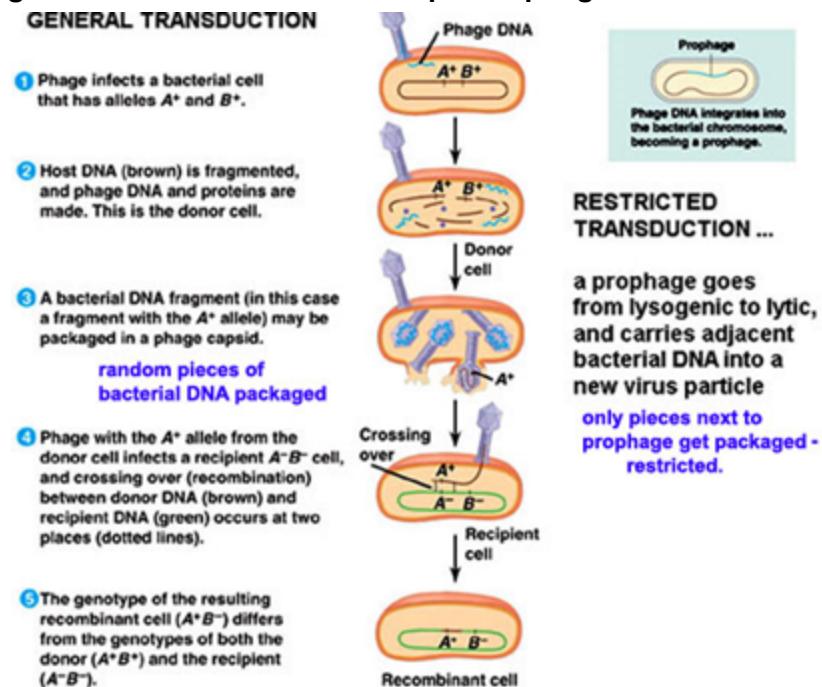 GENERAL TRANSDUCTION
1 Phage infects a bacterial cell
that has alleles A⁺ and B⁺.
2 Host DNA (brown) is fragmented,
and phage DNA and proteins are
made. This is the donor cell.
3 A bacterial DNA fragment (in this case
a fragment with the A⁺ allele) may be
packaged in a phage capsid.
random pieces of
bacterial DNA packaged
4 Phage with the A⁺ allele from the
donor cell infects a recipient A⁻B⁻ cell,
and crossing over (recombination)
between donor DNA (brown) and
recipient DNA (green) occurs at two
places (dotted lines).
5 The genotype of the resulting
recombinant cell (A⁺B⁻) differs
from the genotypes of both the
donor (A⁺B⁺) and the recipient
(A⁻B⁻).
Phage DNA
A⁺ B⁺
A⁺ B⁺
Donor
cell
A⁺
Crossing
over
A⁺
A⁻ B⁻
Recipient
cell
A⁺ B⁻
Recombinant cell
Prophage
Phage DNA integrates into
the bacterial chromosome,
becoming a prophage.
RESTRICTED
TRANSDUCTION ...
a prophage goes
from lysogenic to lytic,
and carries adjacent
bacterial DNA into a
new virus particle
only pieces next to
prophage get packaged -
restricted.